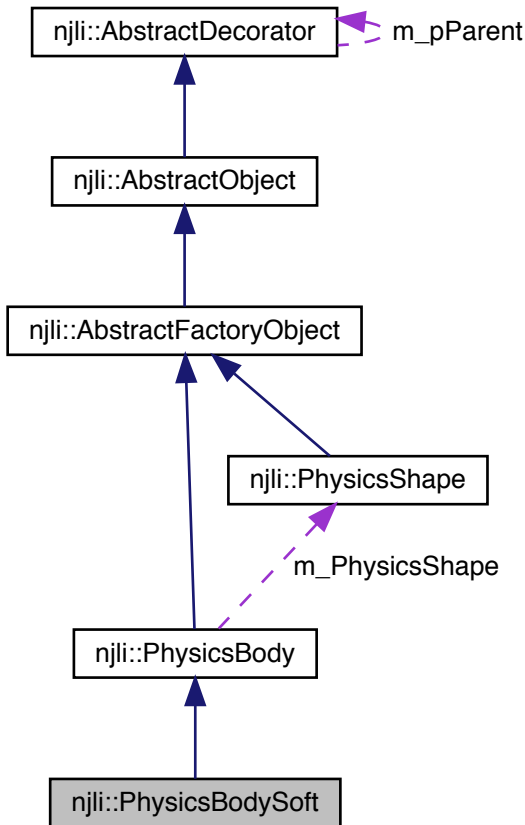 njli::AbstractDecorator
m_pParent
njli::AbstractObject
njli::AbstractFactoryObject
njli::PhysicsShape
m_PhysicsShape
njli::PhysicsBody
njli::PhysicsBodySoft